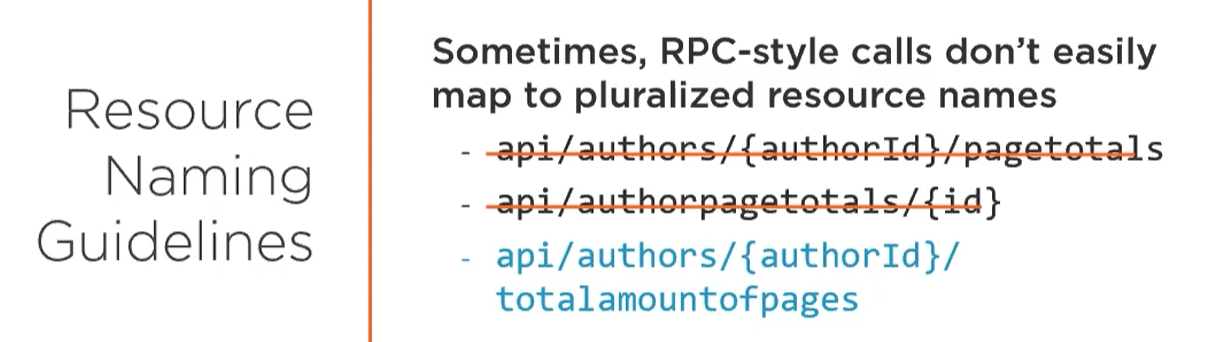 Resource
Naming
Guidelines
Sometimes, RPC-style calls don't easily
map to pluralized resource names
- api/authors/{authorId}/pagetotals
- api/authorpagetotals/{id}
- api/authors/{authorId}/
totalamountofpages